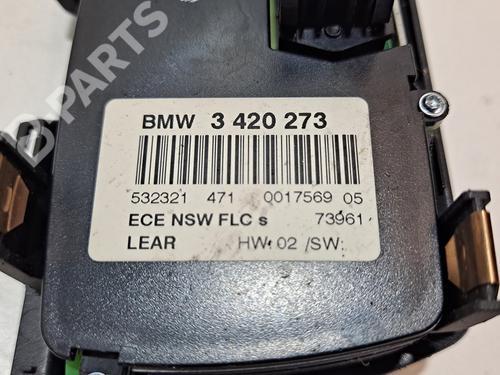 B-PARTS
BMW 3 420 273
532321 471 0017569 05
ECE NSW FLC s 73961
LEAR HW: 02 /SW: